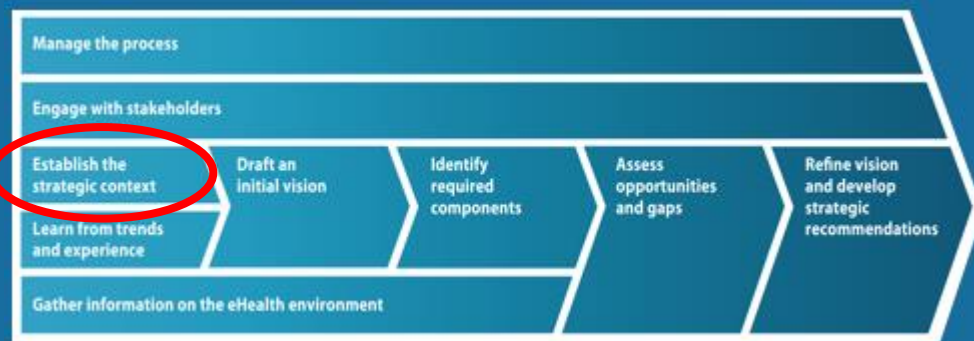 Manage the process
Engage with stakeholders
Establish the
strategic context
Learn from trends
and experience
Draft an
initial vision
Identify
required
components
Assess
opportunities
and gaps
Refine vision
and develop
strategic
recommendations
Gather information on the eHealth environment